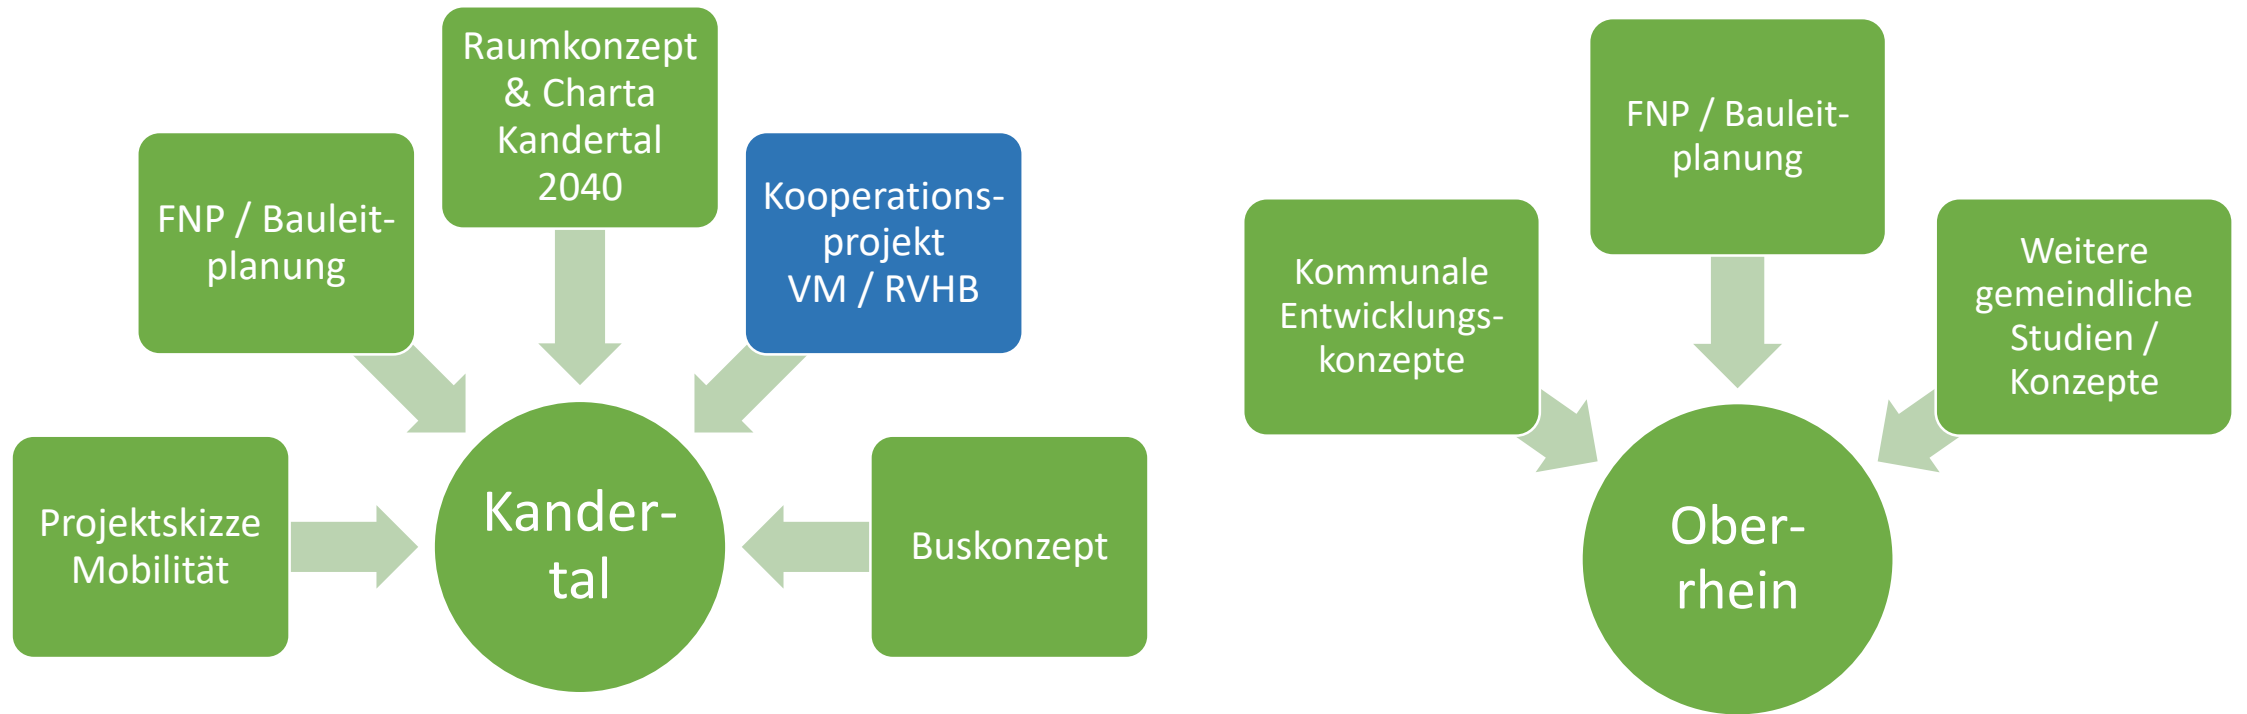 Raumkonzept
& Charta
Kandertal
2040
FNP / Bauleit-
planung
Kooperations-
projekt
VM / RVHB
Projektskizze
Mobilität
Kander-
tal
Buskonzept
FNP / Bauleit-
planung
Kommunale
Entwicklungs-
konzepte
Weitere
gemeindliche
Studien /
Konzepte
Ober-
rhein